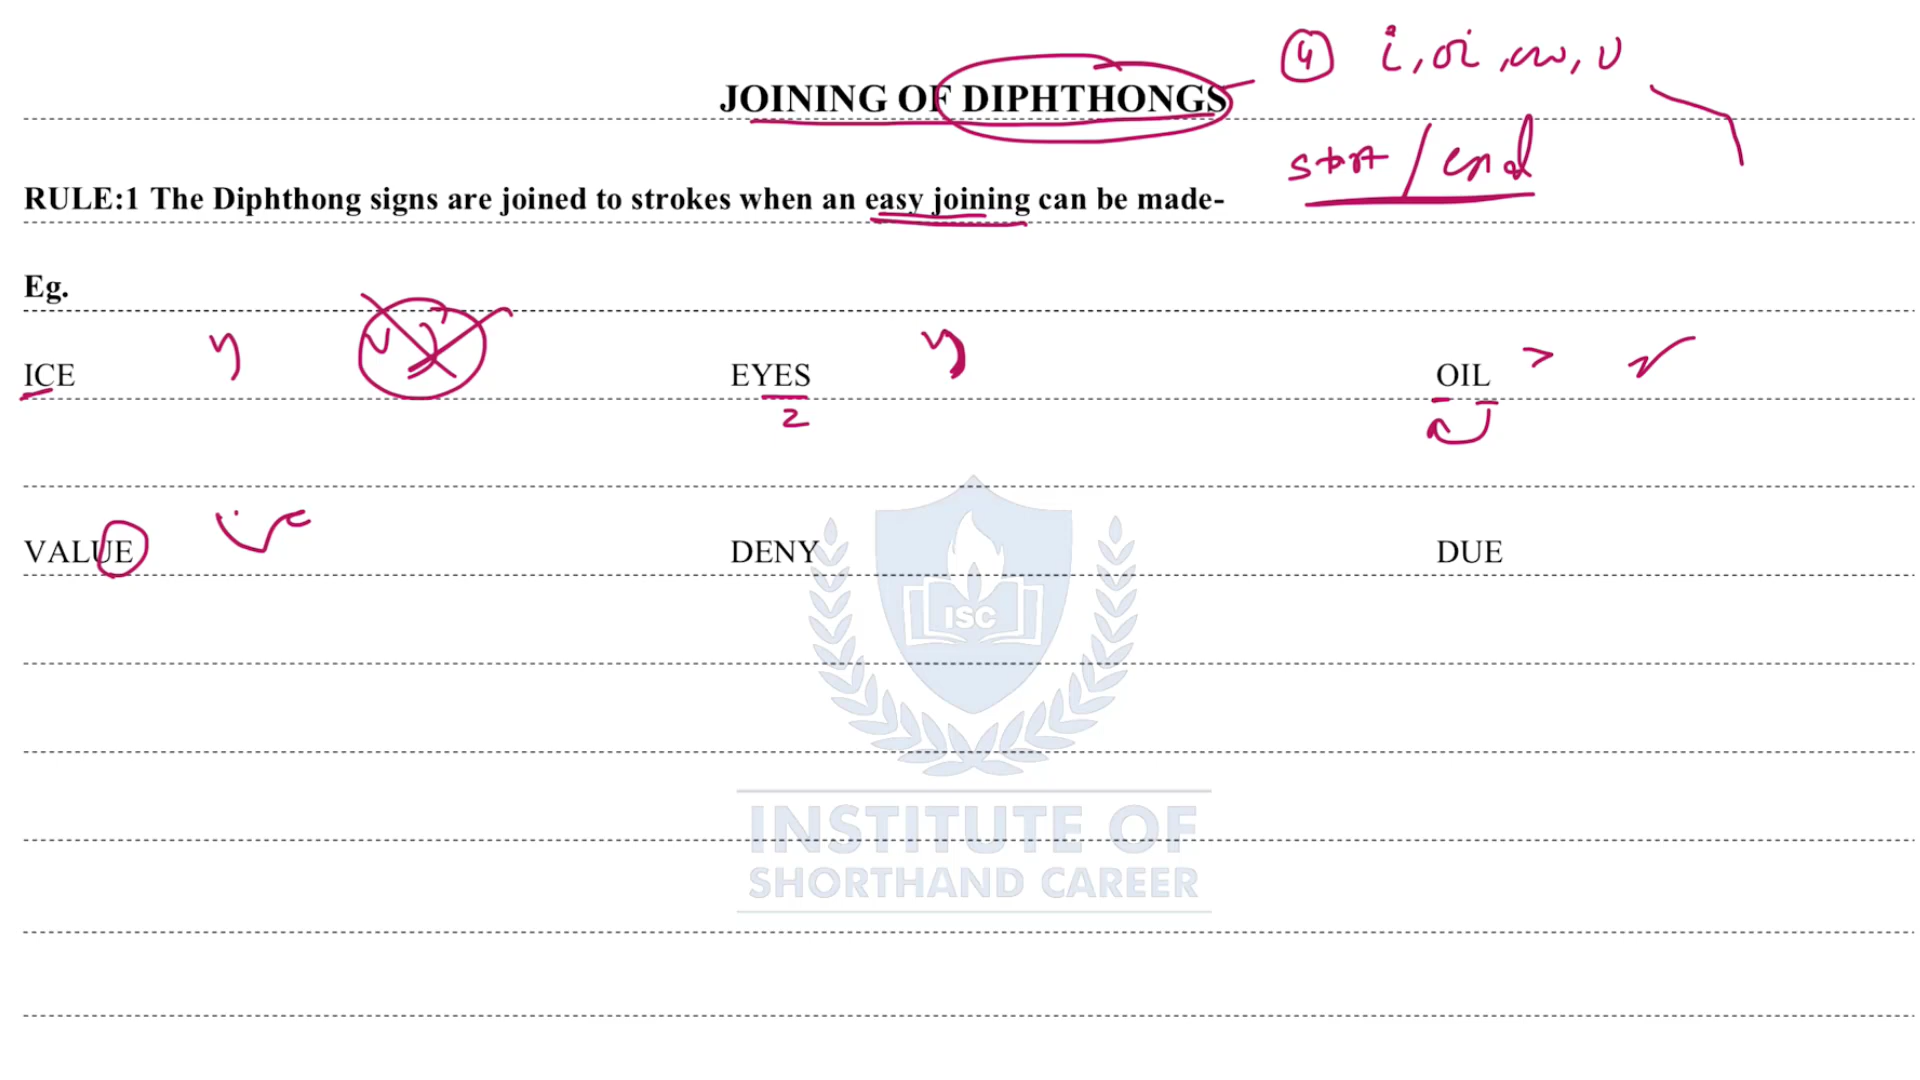 ④ i, oi, ow, U
JOINING OF DIPHTHONGS
start / end
RULE:1 The Diphthong signs are joined to strokes when an easy joining can be made-
Eg.
ICE EYES OIL
Z
VALUE DENY DUE
ISC
INSTITUTE OF
SHORTHAND CAREER